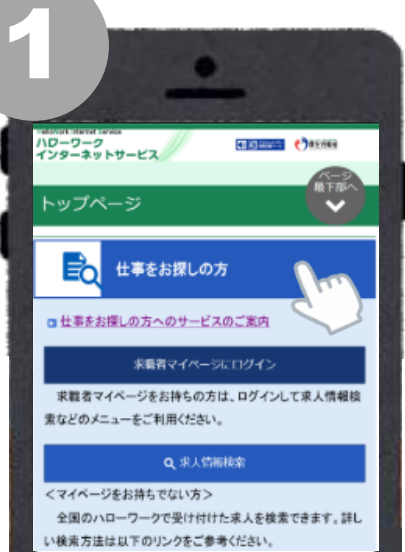 1
HelloWork Internet Service
ハローワーク
インターネットサービス
トップページ
ページ
最下部へ
仕事をお探しの方
仕事をお探しの方へのサービスのご案内
求職者マイページにログイン
求職者マイページをお持ちの方は、ログインして求人情報検
索などのメニューをご利用ください。
求人情報検索
＜マイページをお持ちでない方＞
全国のハローワークで受け付けた求人を検索できます。詳し
い検索方法は以下のリンクをご参考ください。